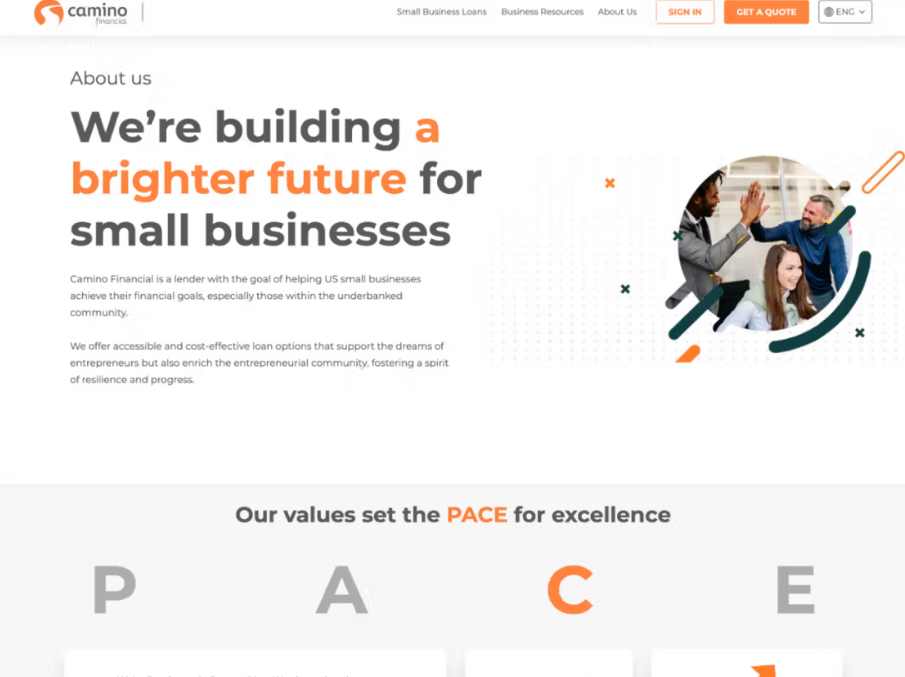 camino
financial
Small Business Loans
Business Resources
About Us
SIGN IN
GET A QUOTE
ENG
About us
We’re building a
brighter future for
small businesses
Camino Financial is a lender with the goal of helping US small businesses
achieve their financial goals, especially those within the underbanked
community.
We offer accessible and cost-effective loan options that support the dreams of
entrepreneurs but also enrich the entrepreneurial community, fostering a spirit
of resilience and progress.
Our values set the PACE for excellence
P A C E